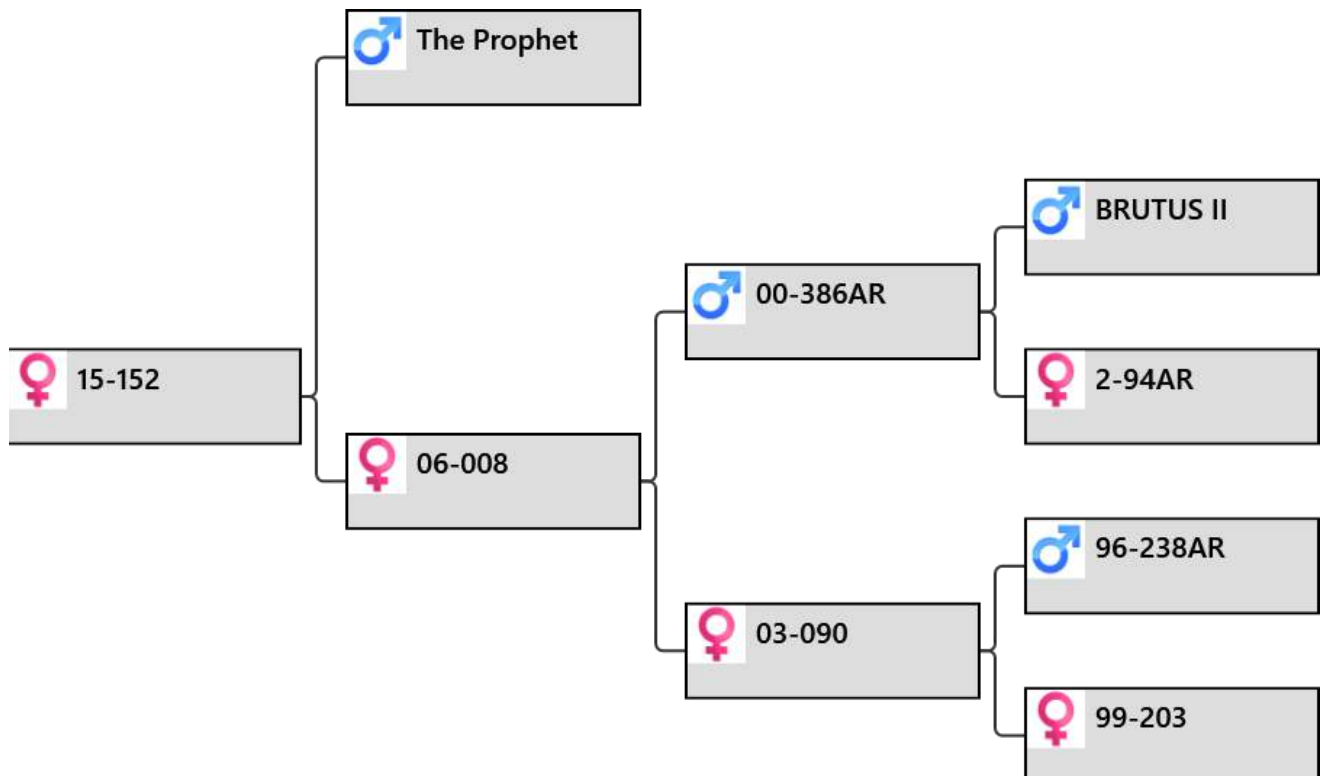 The Prophet
BRUTUS II
00-386AR
15-152
2-94AR
06-008
96-238AR
03-090
99-203